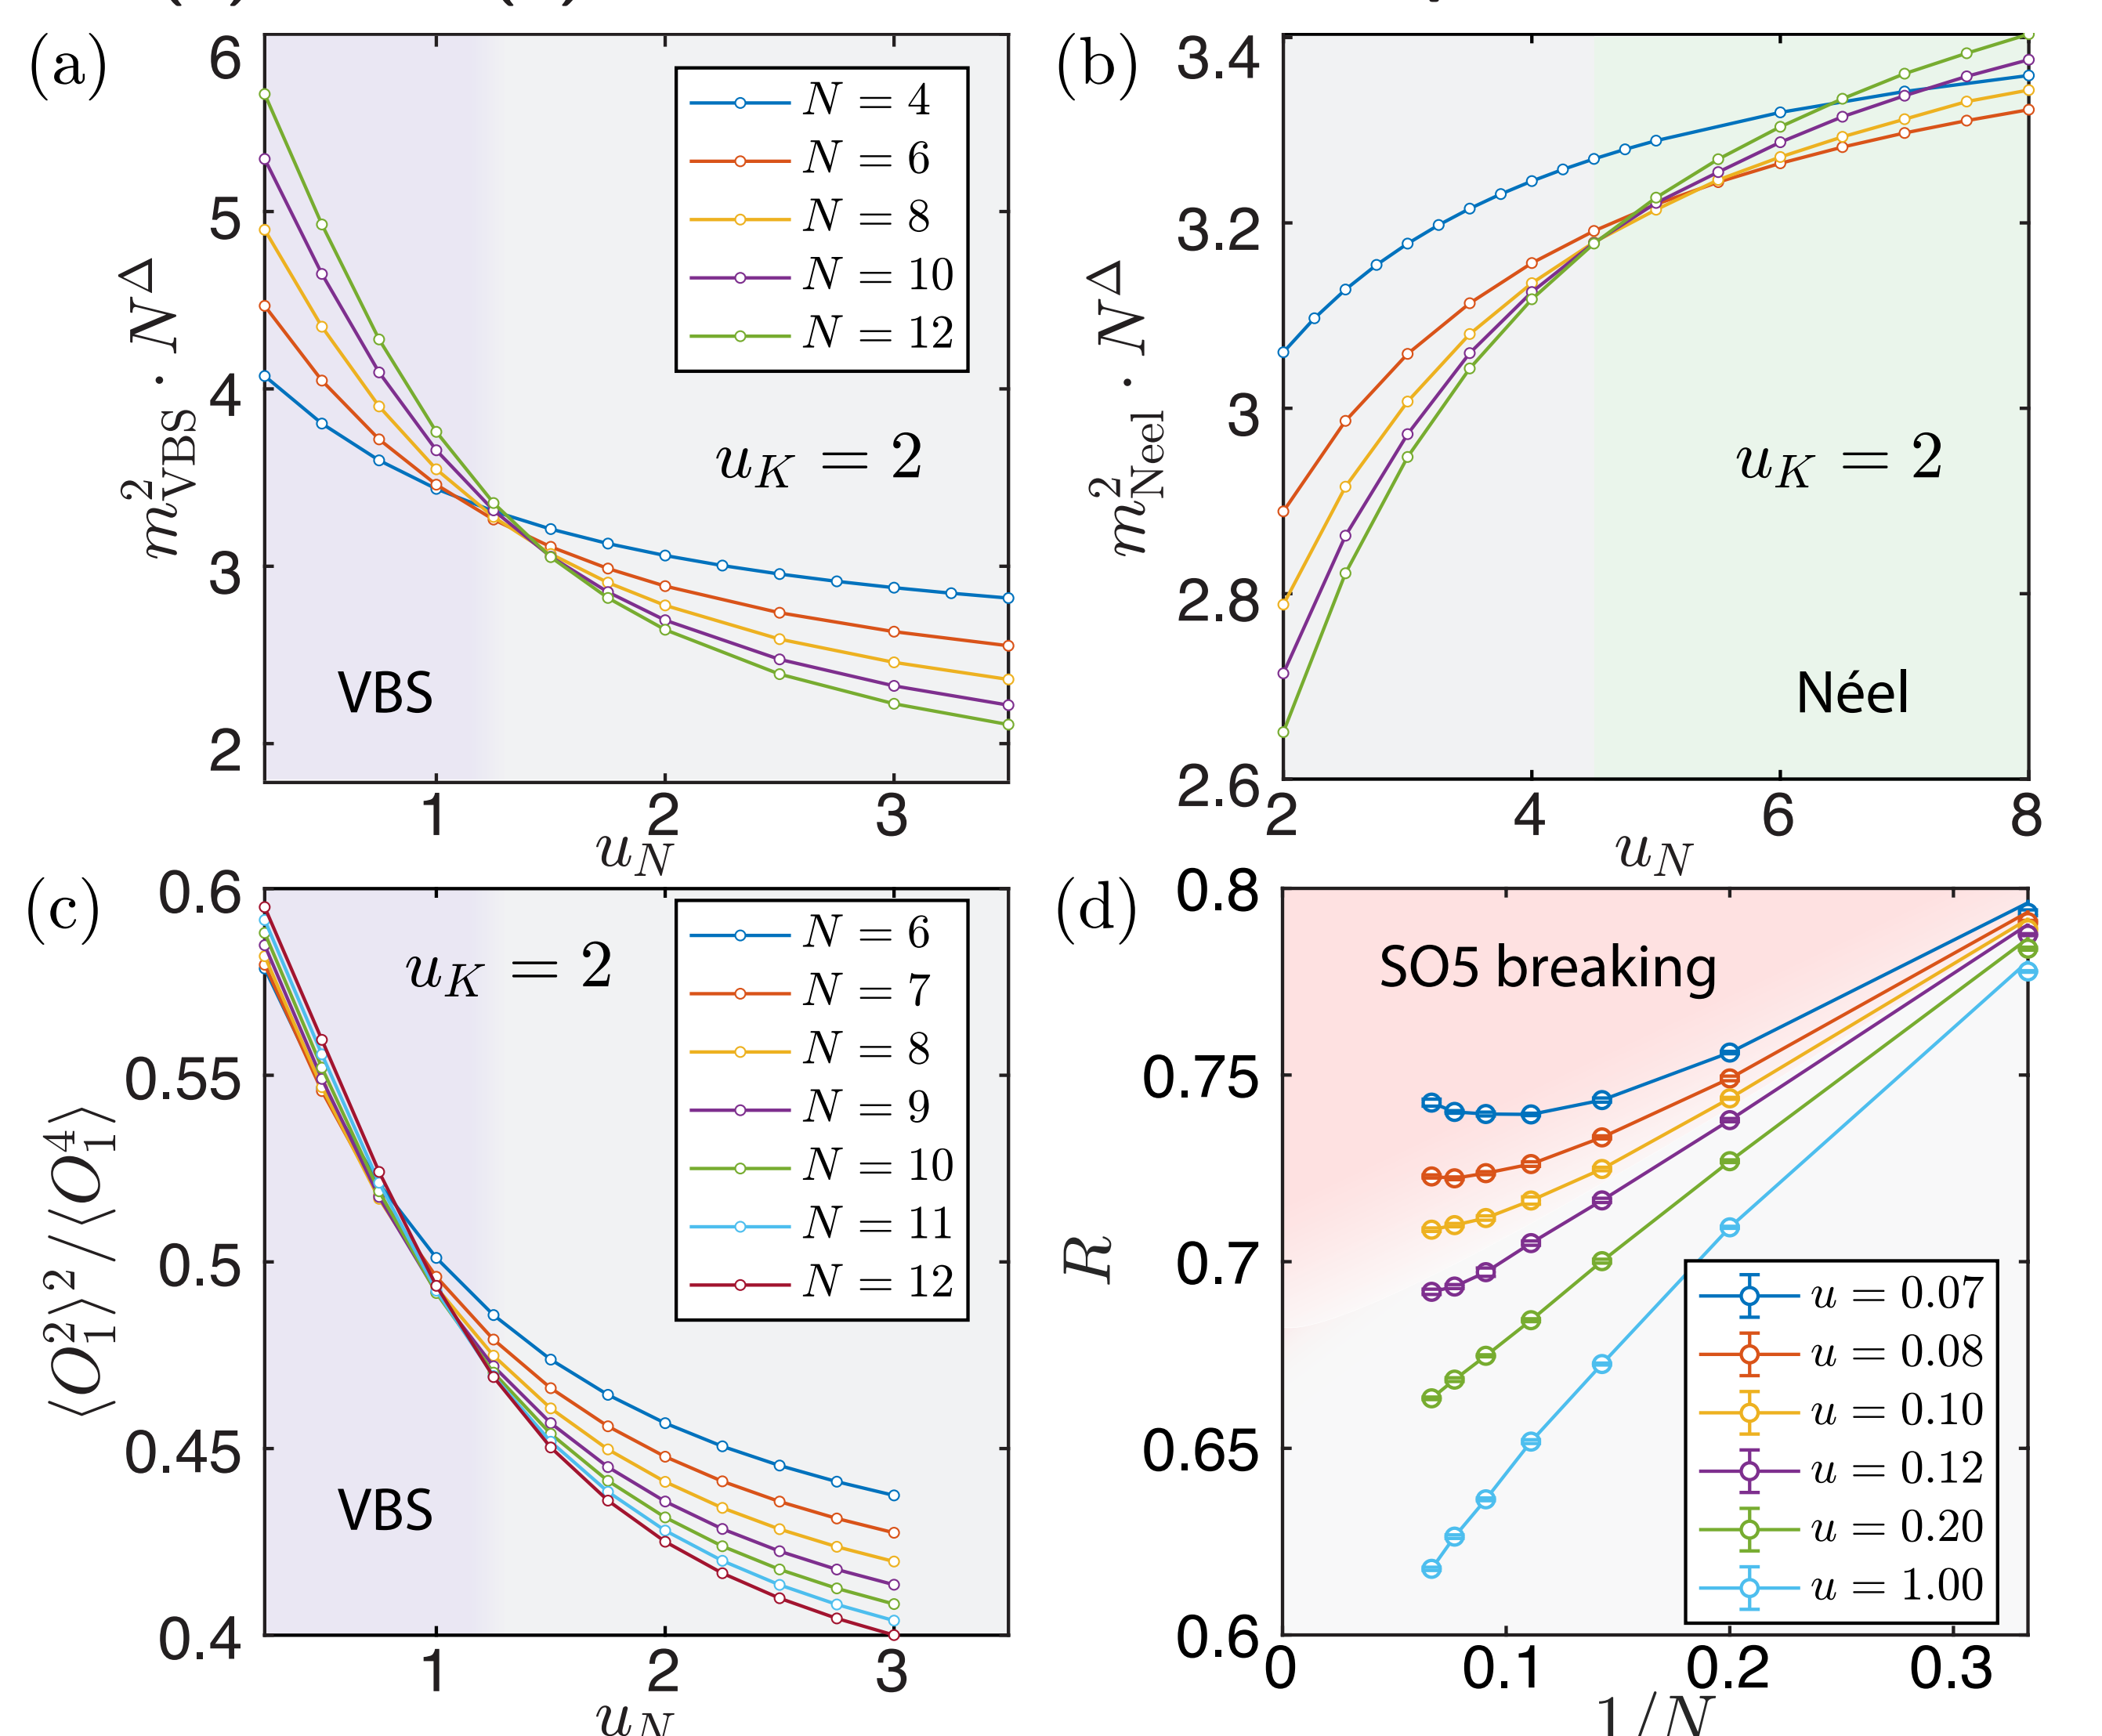 (a)
6
5
4
3
2
m²_VBS · N^Δ
N = 4
N = 6
N = 8
N = 10
N = 12
u_K = 2
VBS
1 2 3
u_N
(b)
3.4
3.2
3
2.8
2.6
m²_Neel · N^Δ
u_K = 2
Néel
2 4 6 8
u_N
(c)
0.6
0.55
0.5
0.45
0.4
⟨O₁²⟩² / ⟨O₁⁴⟩
u_K = 2
N = 6
N = 7
N = 8
N = 9
N = 10
N = 11
N = 12
VBS
1 2 3
u_N
(d)
0.8
0.75
0.7
0.65
0.6
R
SO5 breaking
u = 0.07
u = 0.08
u = 0.10
u = 0.12
u = 0.20
u = 1.00
0 0.1 0.2 0.3
1/N